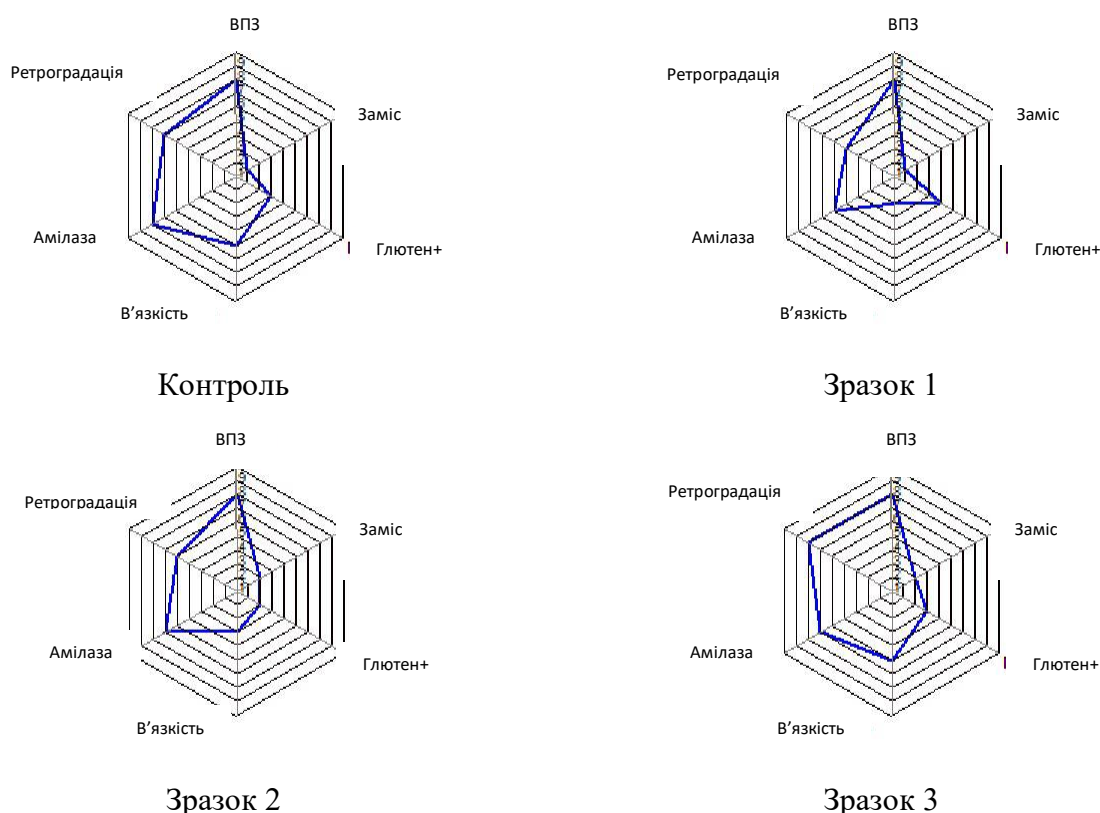 ВПЗ
Ретроградація
Заміс
Амілаза
Глютен+
В’язкість
Контроль
ВПЗ
Ретроградація
Заміс
Амілаза
Глютен+
В’язкість
Зразок 1
ВПЗ
Ретроградація
Заміс
Амілаза
Глютен+
В’язкість
Зразок 2
ВПЗ
Ретроградація
Заміс
Амілаза
Глютен+
В’язкість
Зразок 3